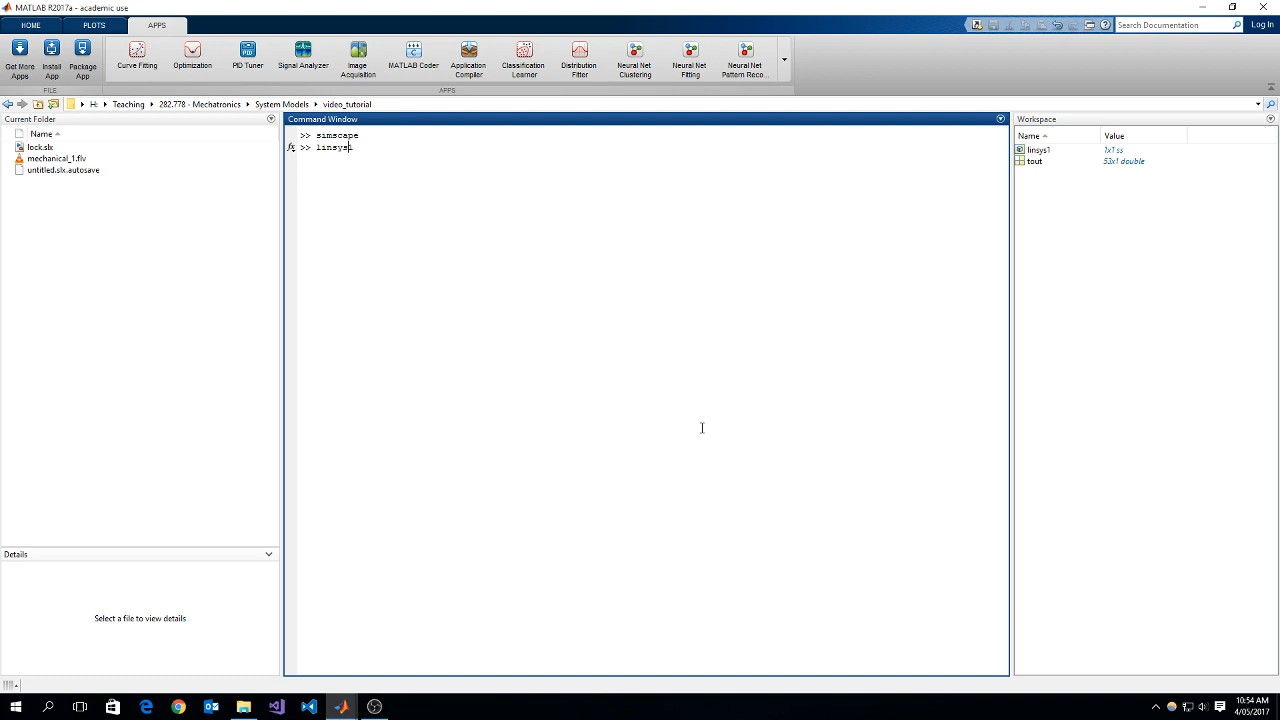 MATLAB R2017a - academic use
HOME PLOTS APPS
Search Documentation
Log In
Get More Apps
Install App
Package App
Curve Fitting
Optimization
PID Tuner
Signal Analyzer
Image Acquisition
MATLAB Coder
Application Compiler
Classification Learner
Distribution Fitter
Neural Net Clustering
Neural Net Fitting
Neural Net Pattern Reco...
FILE
APPS
H: Teaching 282.778 - Mechatronics System Models video_tutorial
Current Folder
Name
lock.slx
mechanical_1.flv
untitled.slx.autosave
Details
Select a file to view details
Command Window
>> simscape
fx >> linsys1
Workspace
Name Value
linsys1 1x1 ss
tout 53x1 double
10:54 AM
4/05/2017